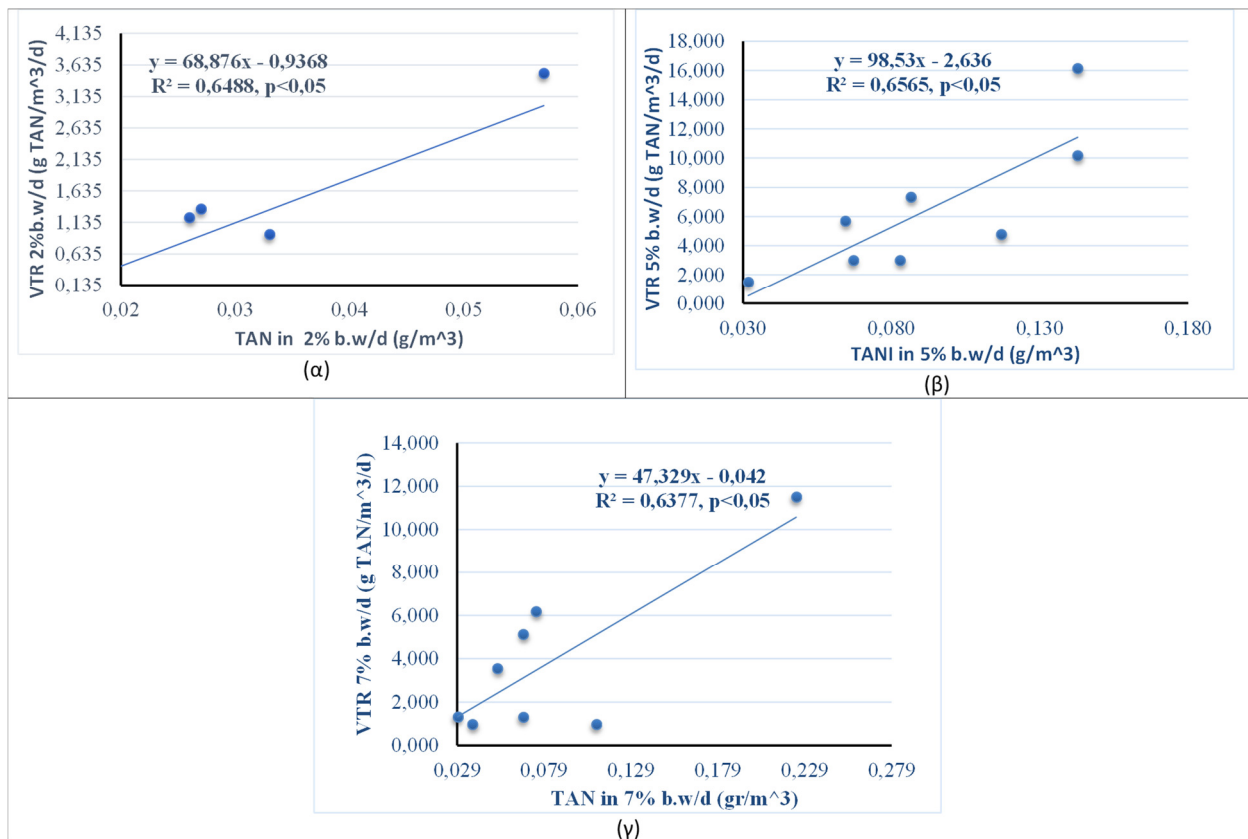 4,135
3,635
3,135
2,635
2,135
1,635
1,135
0,635
0,135
VTR 2%b.w/d (g TAN/m^3/d)
y = 68,876x - 0,9368
R² = 0,6488, p<0,05
0,02 0,03 0,04 0,05 0,06
TAN in 2% b.w/d (g/m^3)
(α)
18,000
16,000
14,000
12,000
10,000
8,000
6,000
4,000
2,000
0,000
VTR 5% b.w/d (g TAN/m^3/d)
y = 98,53x - 2,636
R² = 0,6565, p<0,05
0,030 0,080 0,130 0,180
TANI in 5% b.w/d (g/m^3)
(β)
14,000
12,000
10,000
8,000
6,000
4,000
2,000
0,000
VTR 7% b.w/d (g TAN/m^3/d)
y = 47,329x - 0,042
R² = 0,6377, p<0,05
0,029 0,079 0,129 0,179 0,229 0,279
TAN in 7% b.w/d (gr/m^3)
(γ)